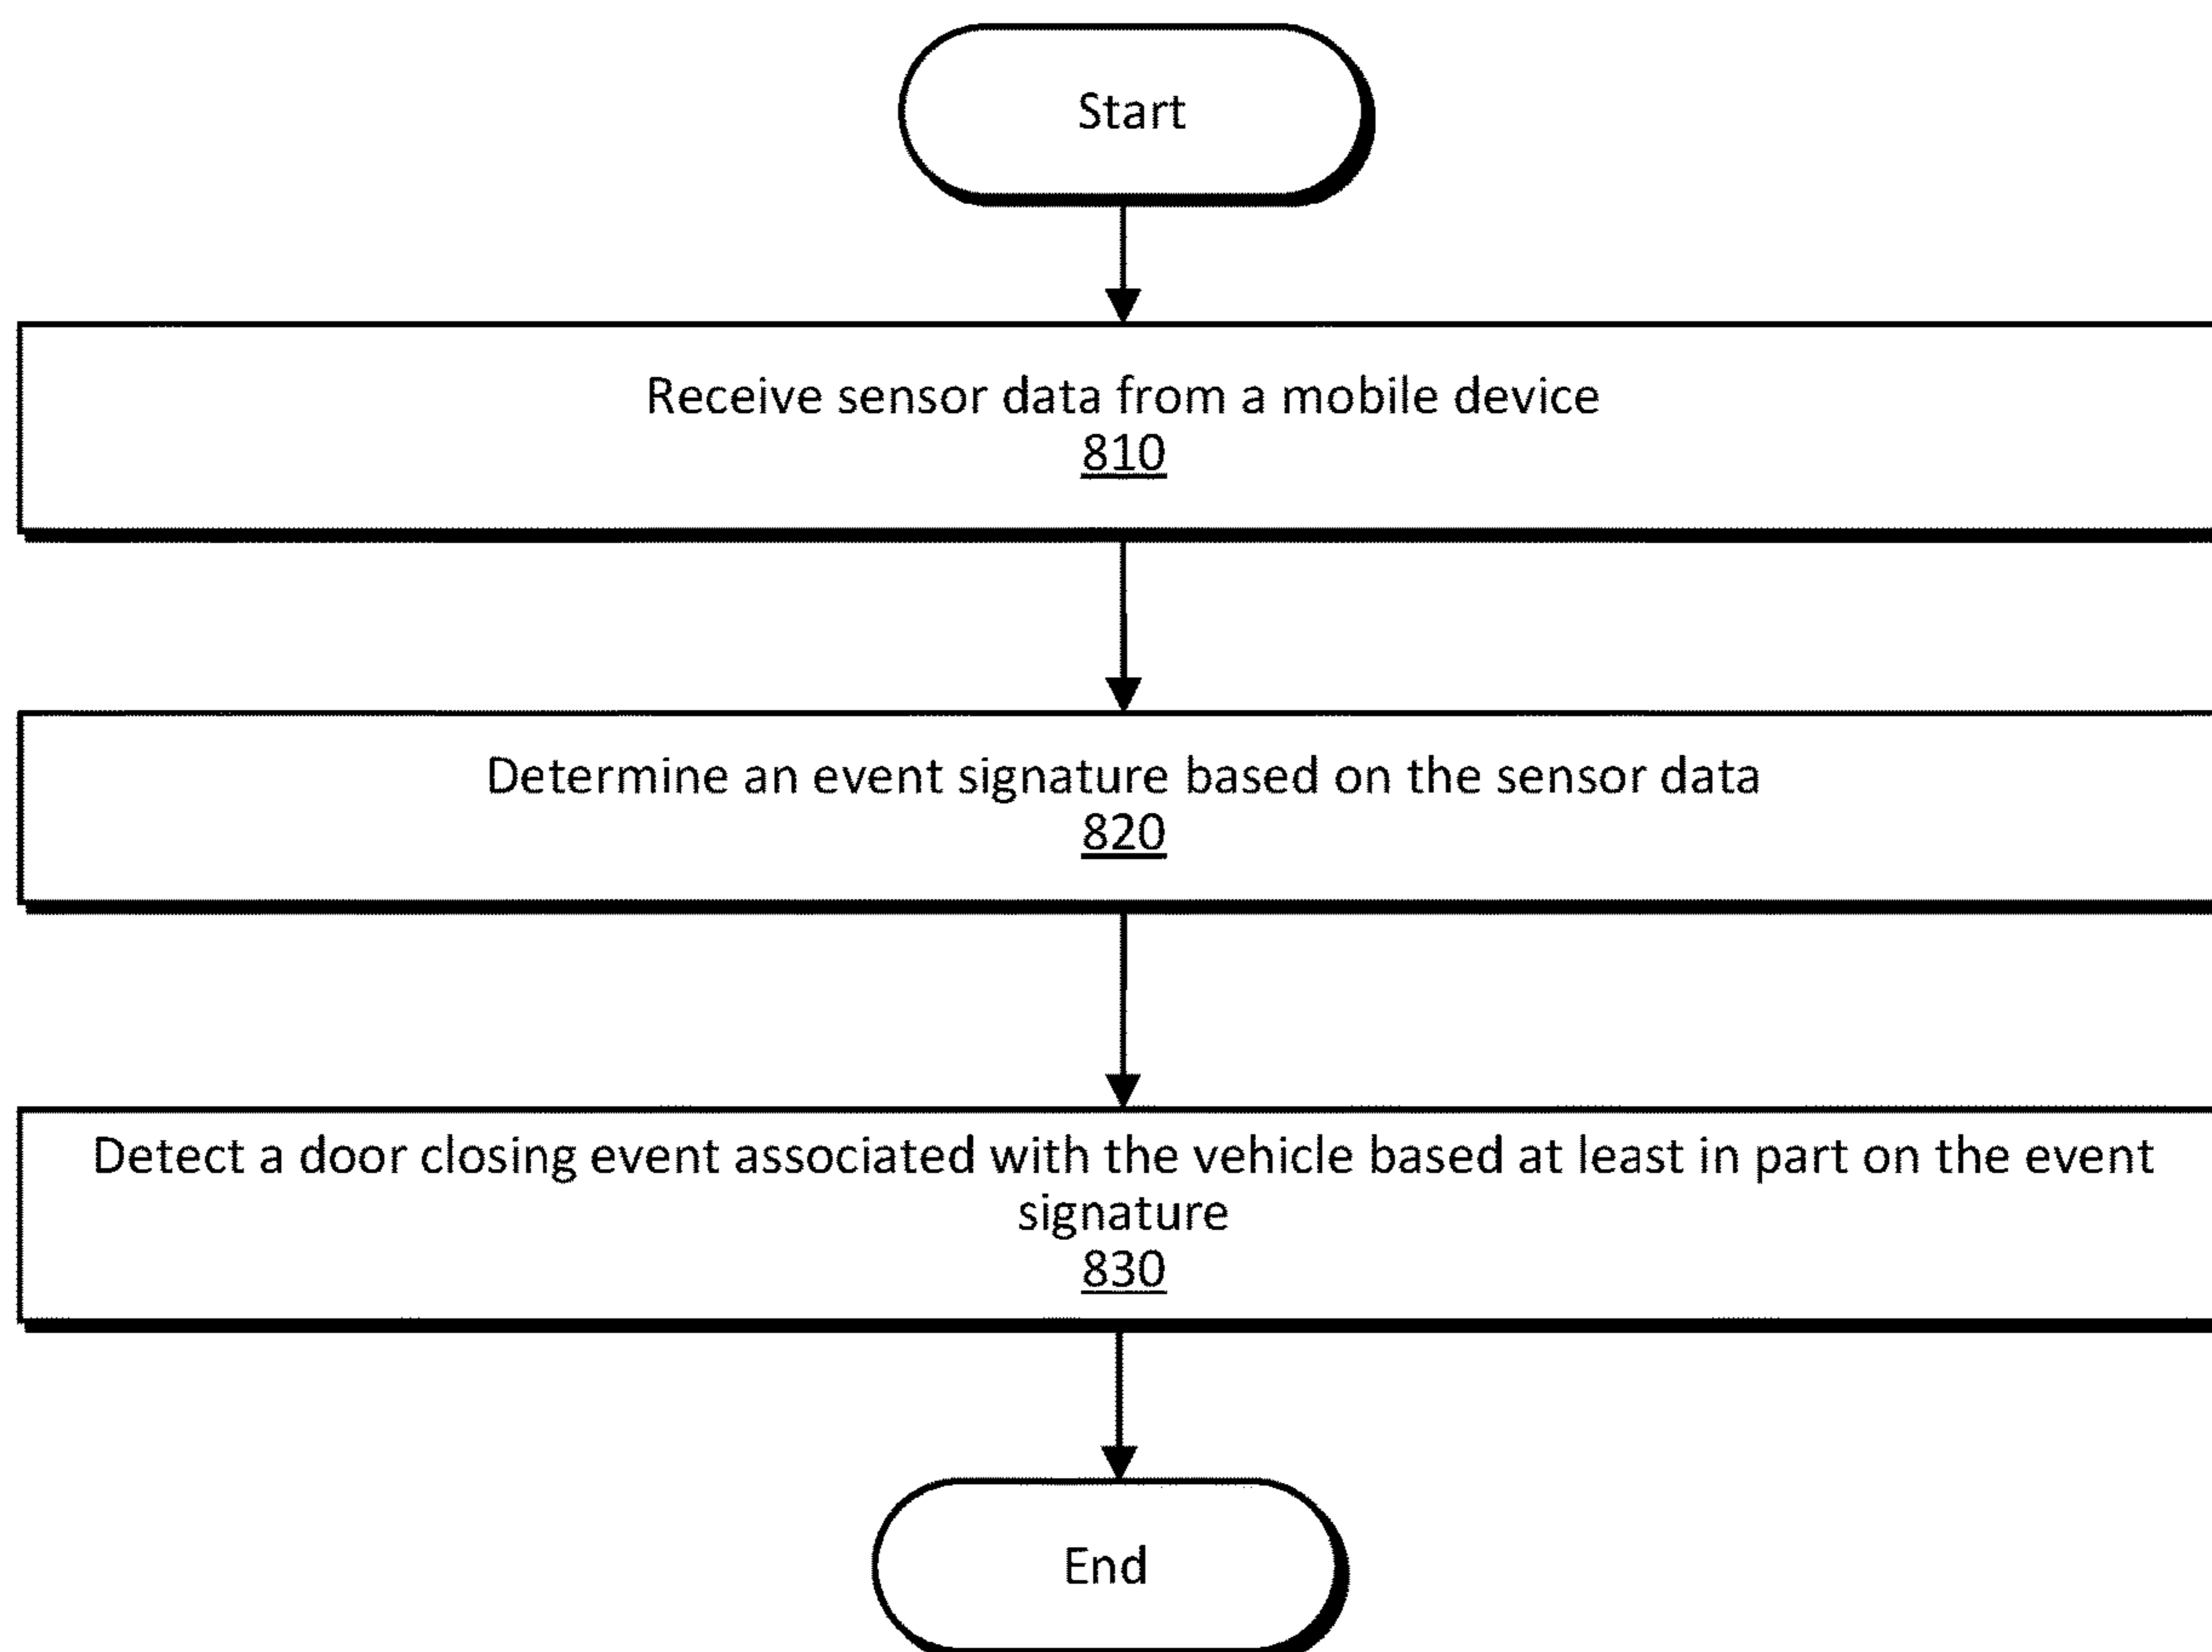 Start
Receive sensor data from a mobile device
810
Determine an event signature based on the sensor data
820
Detect a door closing event associated with the vehicle based at least in part on the event
signature
830
End